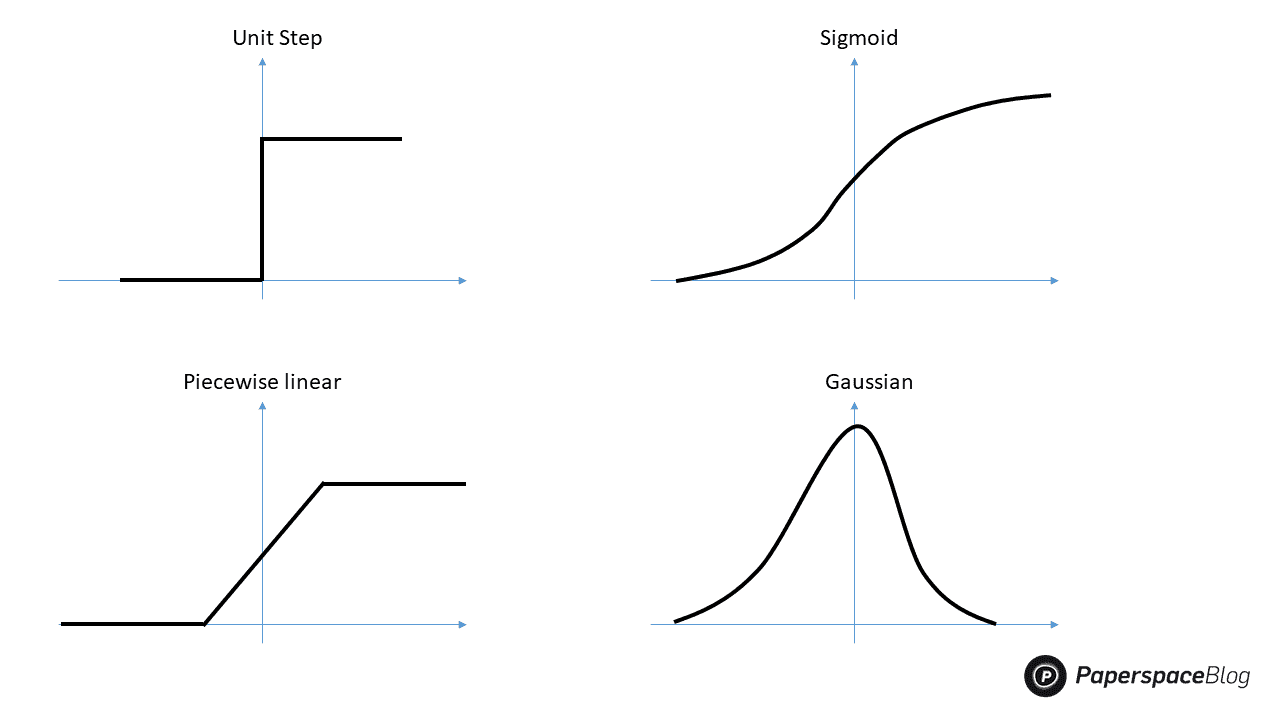 Unit Step
Sigmoid
Piecewise linear
Gaussian
P PaperspaceBlog